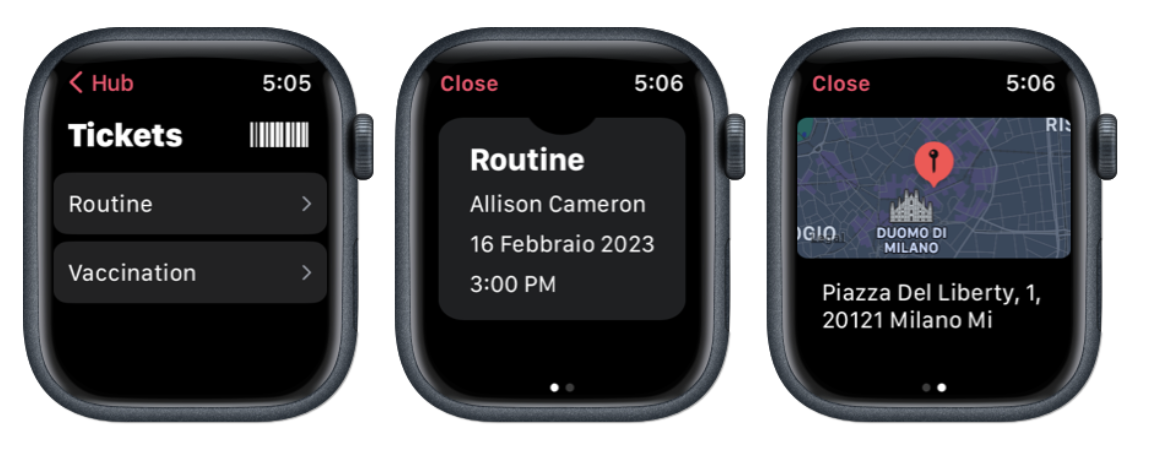 < Hub 5:05
Tickets
Routine >
Vaccination >
Close 5:06
Routine
Allison Cameron
16 Febbraio 2023
3:00 PM
Close 5:06
RIS
OGIO
Legal
DUOMO DI
MILANO
Piazza Del Liberty, 1,
20121 Milano Mi